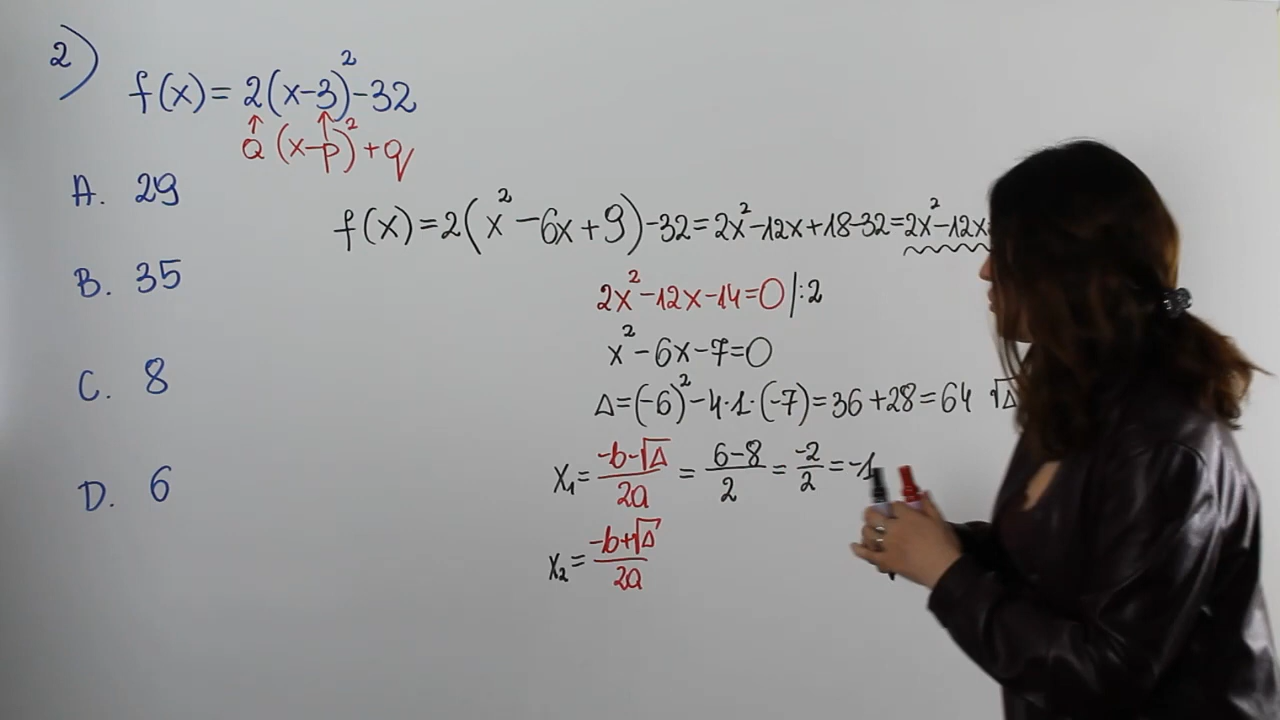 2)
f(x)= 2(x-3)²-32
a(x-p)²+q
A. 29
f(x)=2(x²-6x+9)-32=2x²-12x+18-32=2x²-12x
B. 35
2x²-12x-14=0|:2
x²-6x-7=0
C. 8
Δ=(-6)²-4·1·(-7)=36+28=64 √Δ
x₁= (-b-√Δ)/2a = (6-8)/2 = -2/2 = -1
D. 6
x₂= (-b+√Δ)/2a